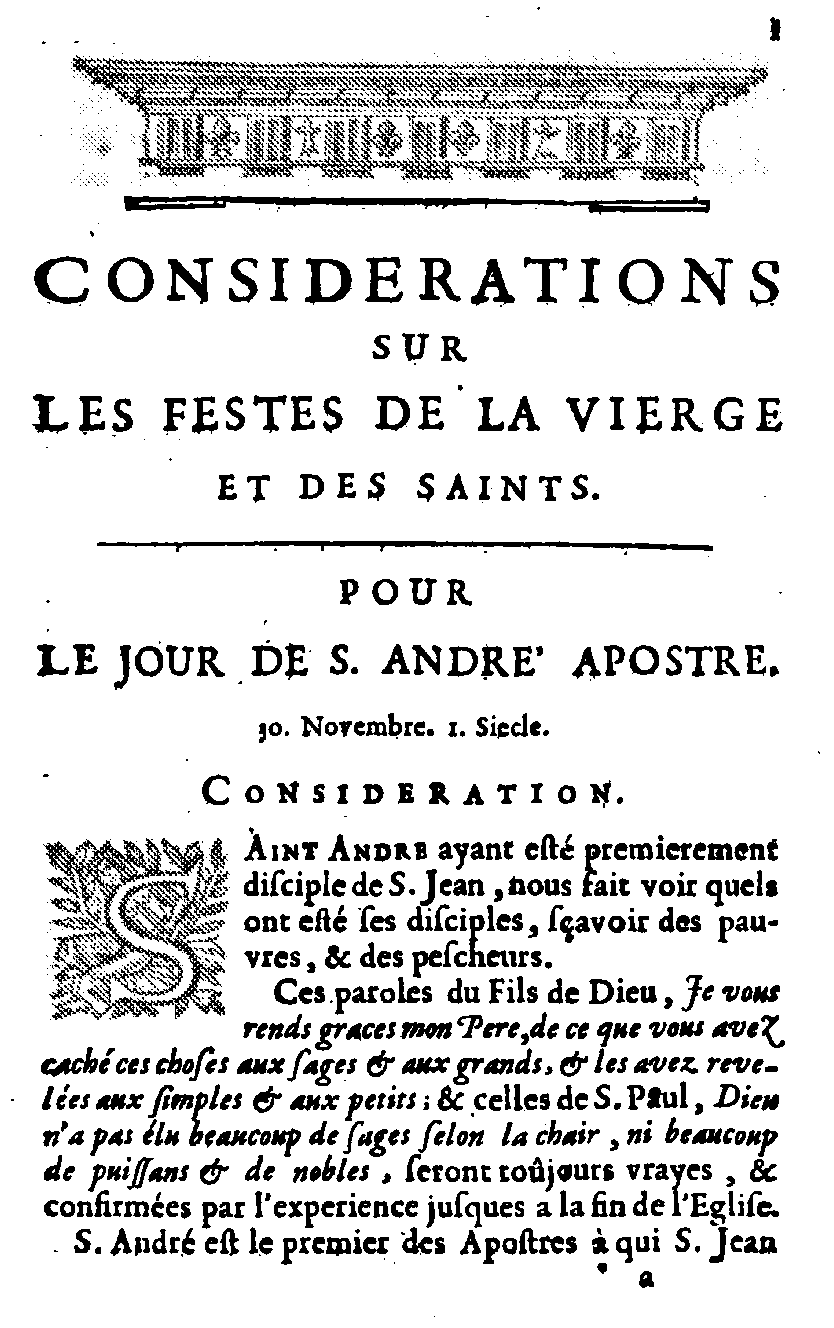 1
CONSIDERATIONS
SUR
LES FESTES DE LA VIERGE
ET DES SAINTS.
POUR
LE JOUR DE S. ANDRE' APOSTRE.
30. Novembre. 1. Siecle.
CONSIDERATION.
SAINT ANDRE ayant eſté premierement
diſciple de S. Jean, nous fait voir quels
ont eſté ſes diſciples, ſçavoir des pau-
vres, & des peſcheurs.
Ces paroles du Fils de Dieu, Je vous
rends graces mon Pere, de ce que vous avez
caché ces choſes aux ſages & aux grands, & les avez reve-
lées aux ſimples & aux petits; & celles de S. Paul, Dieu
n'a pas élu beaucoup de ſages ſelon la chair, ni beaucoup
de puiſſans & de nobles, ſeront toûjours vrayes, &
confirmées par l'experience juſques a la fin de l'Egliſe.
S. André eſt le premier des Apoſtres à qui S. Jean
a